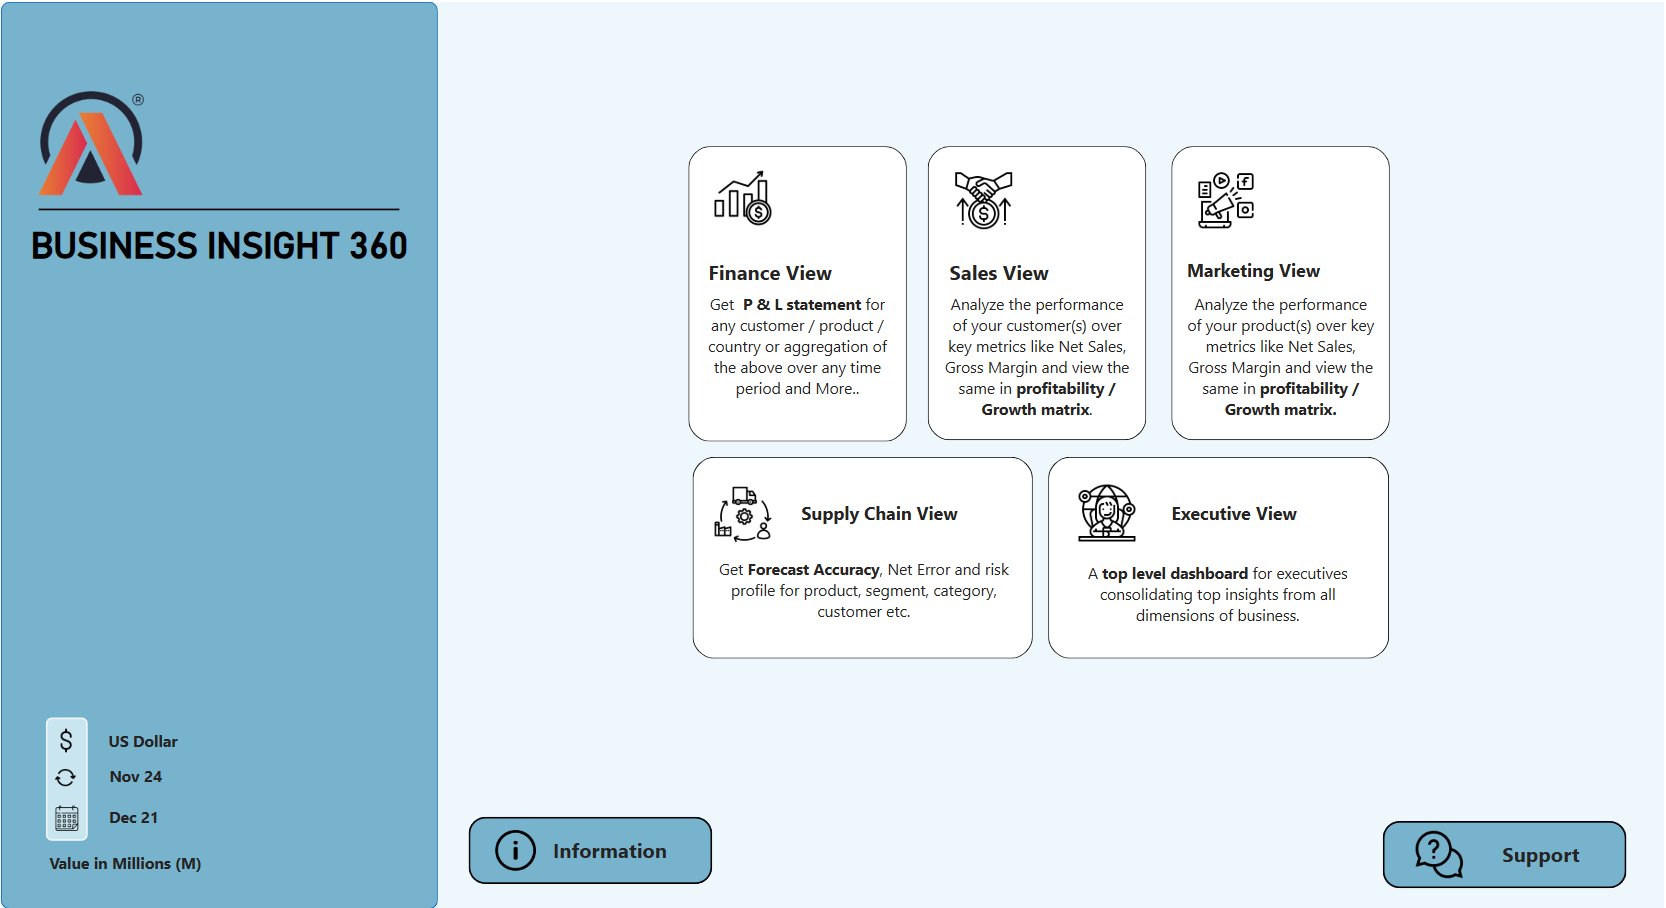 ®
BUSINESS INSIGHT 360
US Dollar
Nov 24
Dec 21
Value in Millions (M)
Finance View
Get P & L statement for
any customer / product /
country or aggregation of
the above over any time
period and More..
Sales View
Analyze the performance
of your customer(s) over
key metrics like Net Sales,
Gross Margin and view the
same in profitability /
Growth matrix.
Marketing View
Analyze the performance
of your product(s) over key
metrics like Net Sales,
Gross Margin and view the
same in profitability /
Growth matrix.
Supply Chain View
Get Forecast Accuracy, Net Error and risk
profile for product, segment, category,
customer etc.
Executive View
A top level dashboard for executives
consolidating top insights from all
dimensions of business.
Information
Support